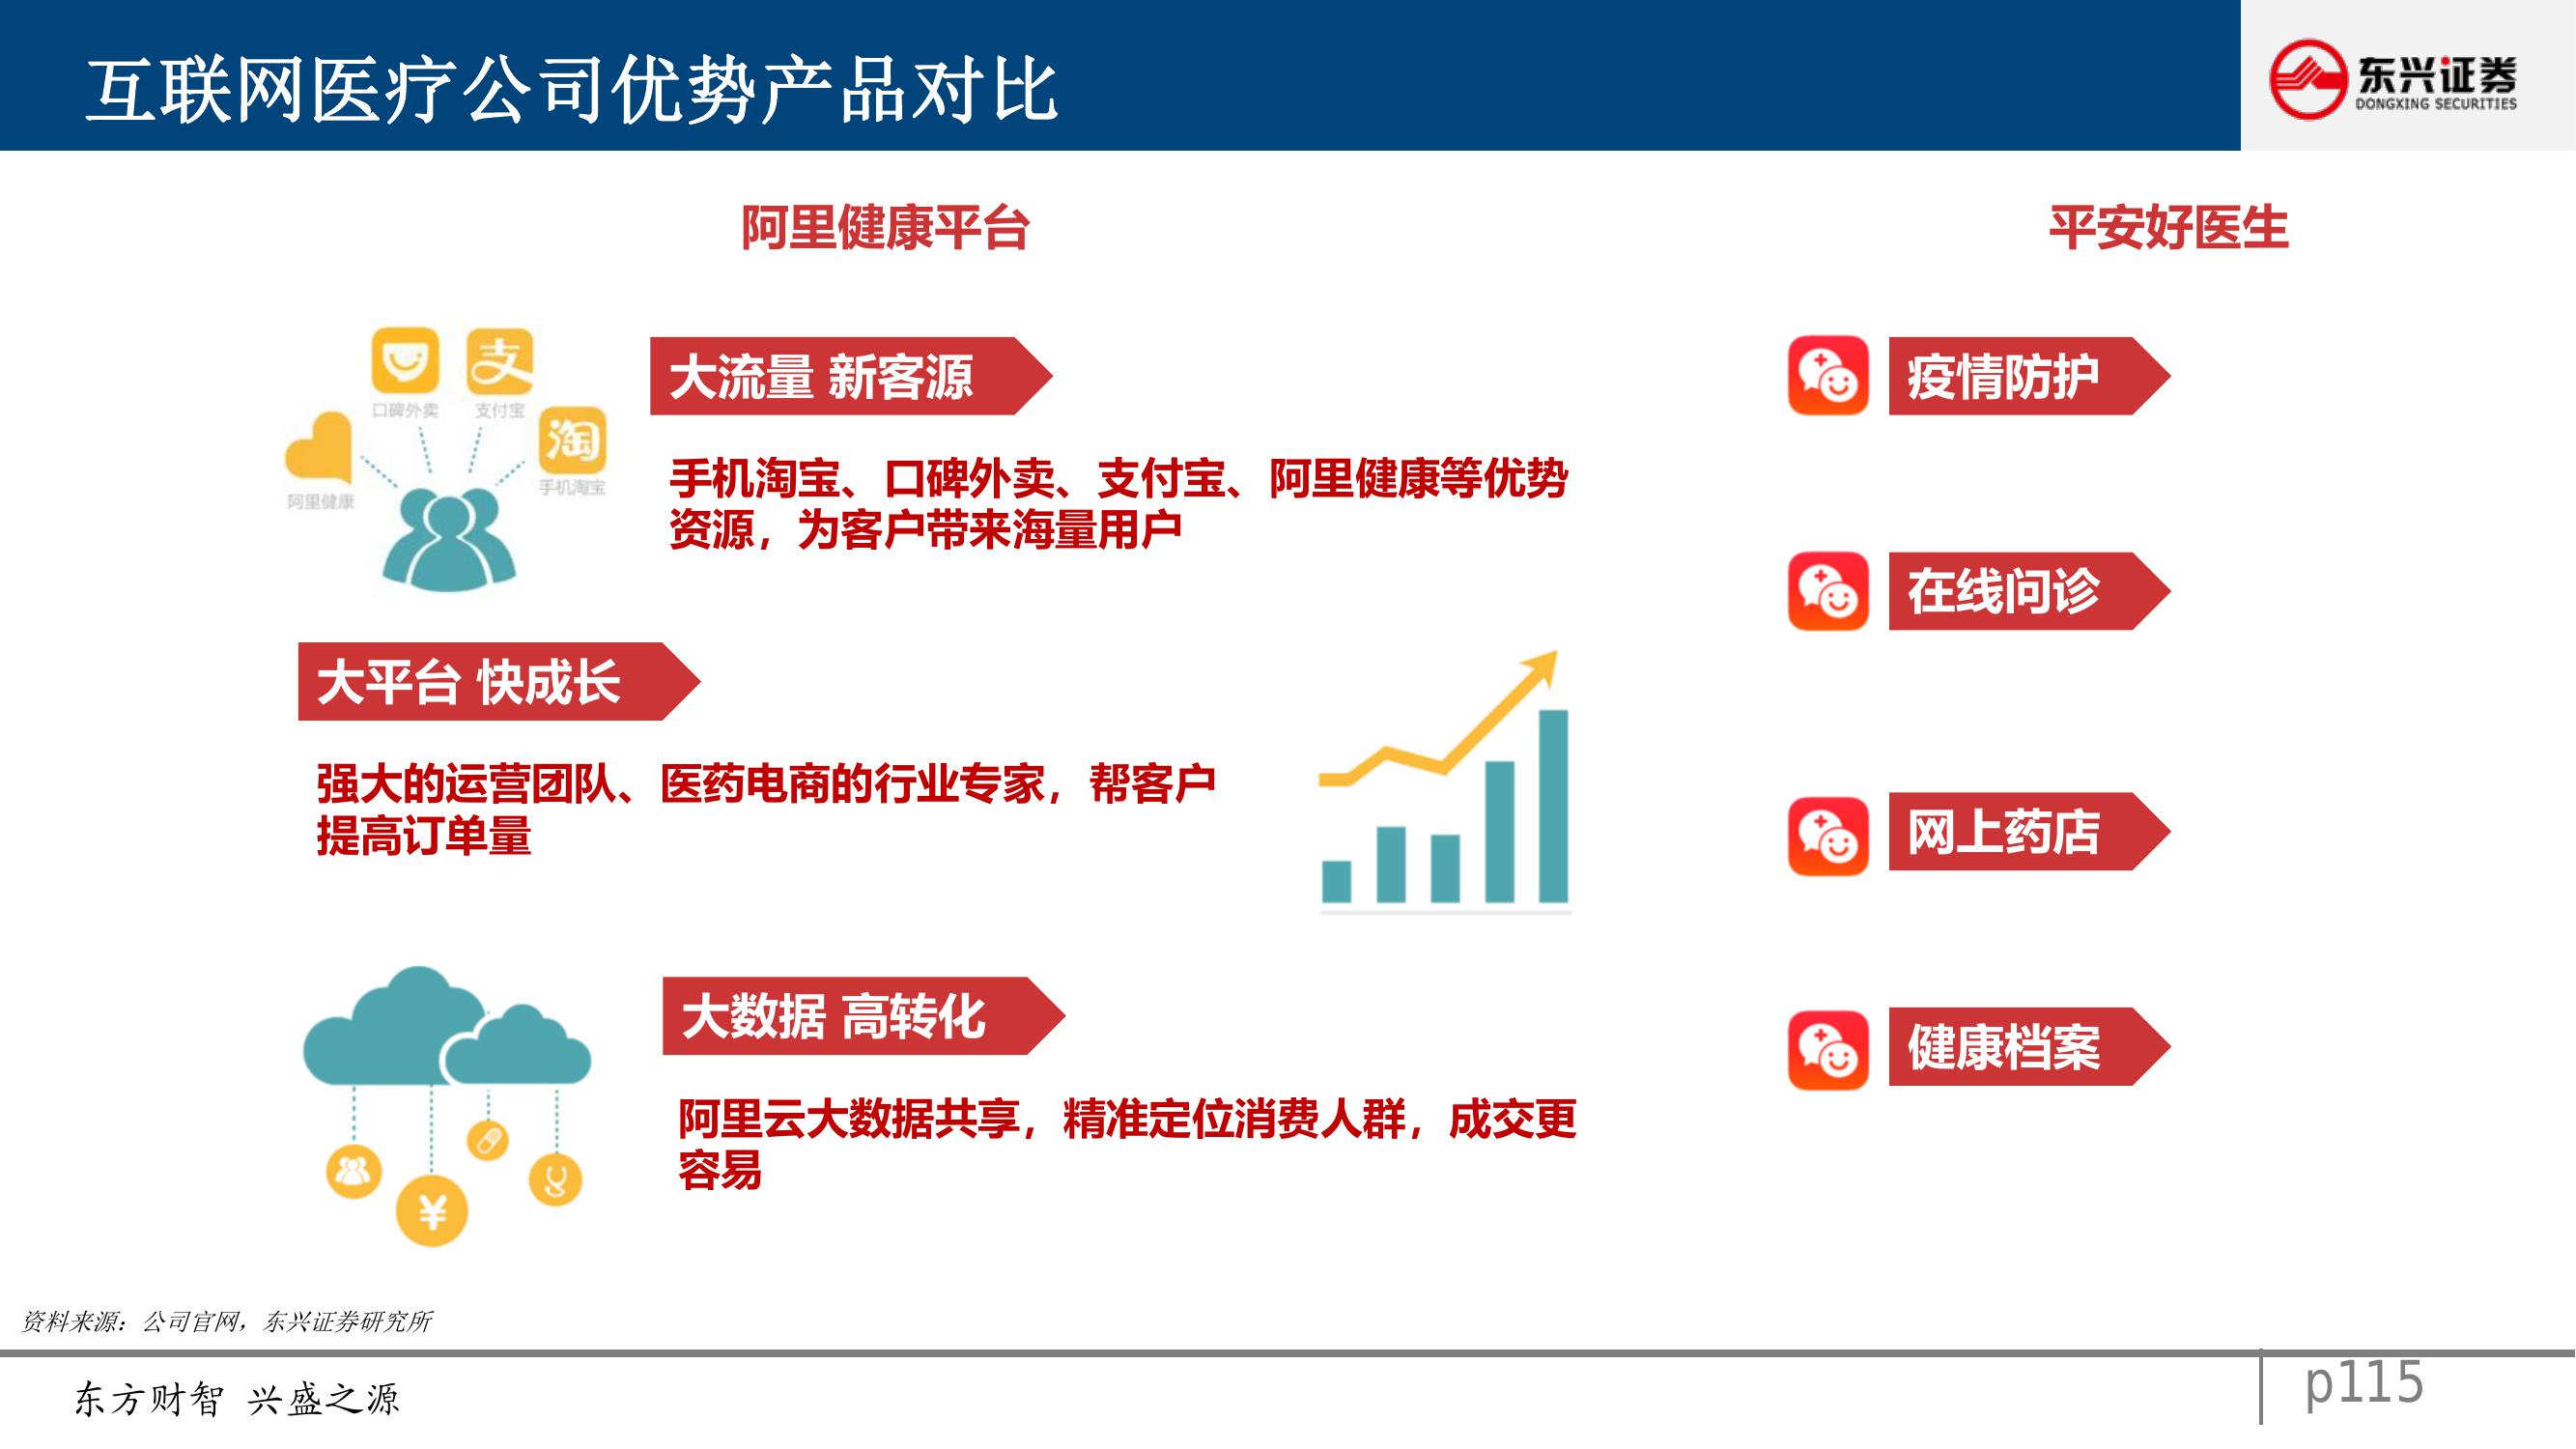 互联网医疗公司优势产品对比
东兴证券
DONGXING SECURITIES
阿里健康平台
口碑外卖
支
支付宝
淘
手机淘宝
阿里健康
大流量 新客源
手机淘宝、口碑外卖、支付宝、阿里健康等优势
资源，为客户带来海量用户
大平台 快成长
强大的运营团队、医药电商的行业专家，帮客户
提高订单量
大数据 高转化
阿里云大数据共享，精准定位消费人群，成交更
容易
¥
平安好医生
疫情防护
在线问诊
网上药店
健康档案
资料来源：公司官网，东兴证券研究所
东方财智 兴盛之源
p115